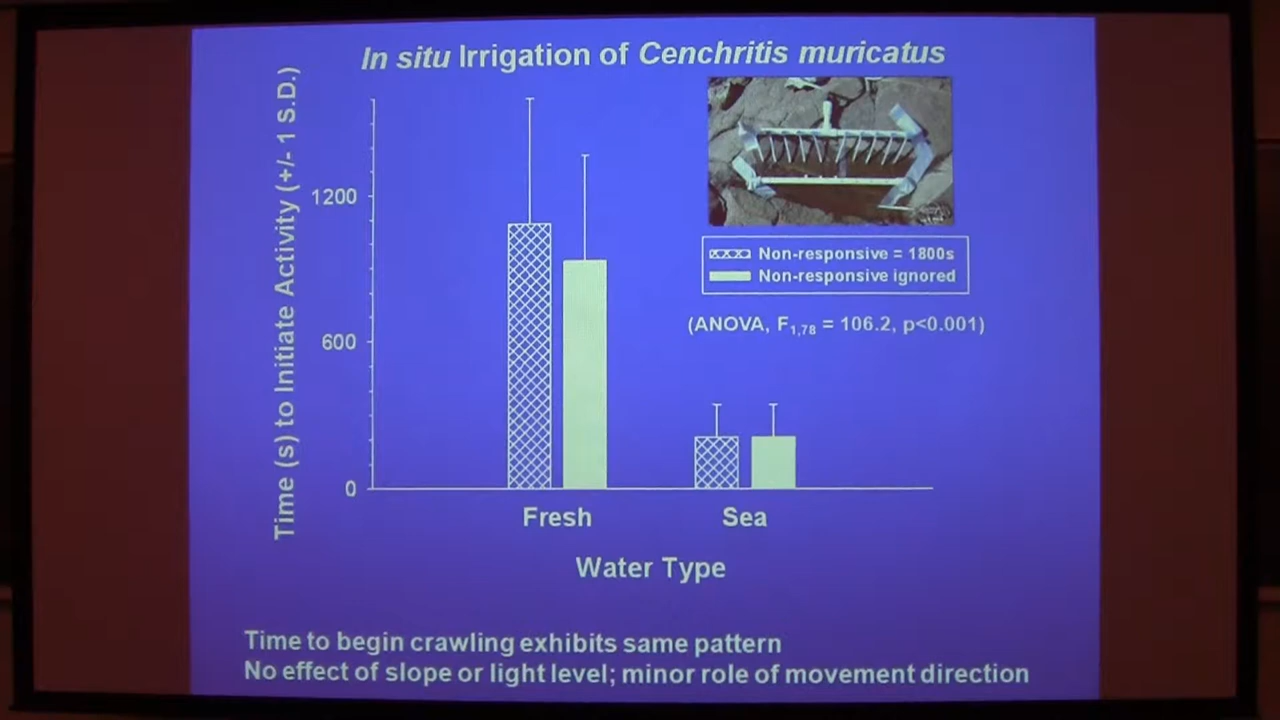 In situ Irrigation of Cenchritis muricatus
Time (s) to Initiate Activity (+/- 1 S.D.)
1200
600
0
Non-responsive = 1800s
Non-responsive ignored
(ANOVA, F1,78 = 106.2, p<0.001)
Fresh
Sea
Water Type
Time to begin crawling exhibits same pattern
No effect of slope or light level; minor role of movement direction